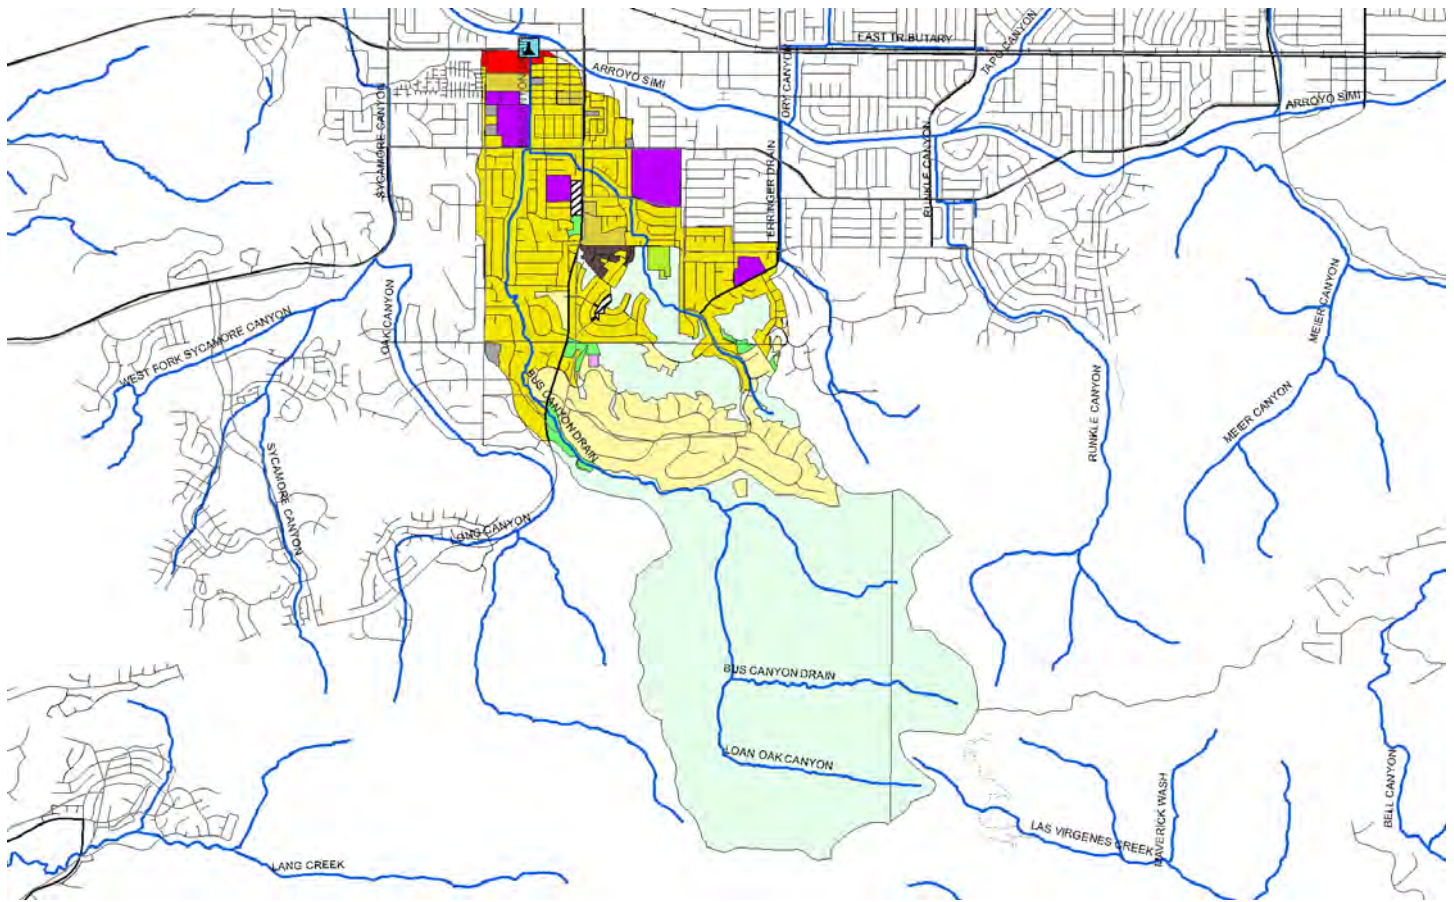 EAST TRIBUTARY
TAPO CANYON
ARROYO SIMI
DRY CANYON
ARROYO SIMI
SYCAMORE CANYON
ERRINGER DRAIN
RUNKLE CANYON
MEIER CANYON
OAK CANYON
WEST FORK SYCAMORE CANYON
BUS CANYON DRAIN
RUNKLE CANYON
MEIER CANYON
SYCAMORE CANYON
LONG CANYON
BUS CANYON DRAIN
LOAN OAK CANYON
BELL CANYON
MAVERICK WASH
LAS VIRGENES CREEK
LANG CREEK